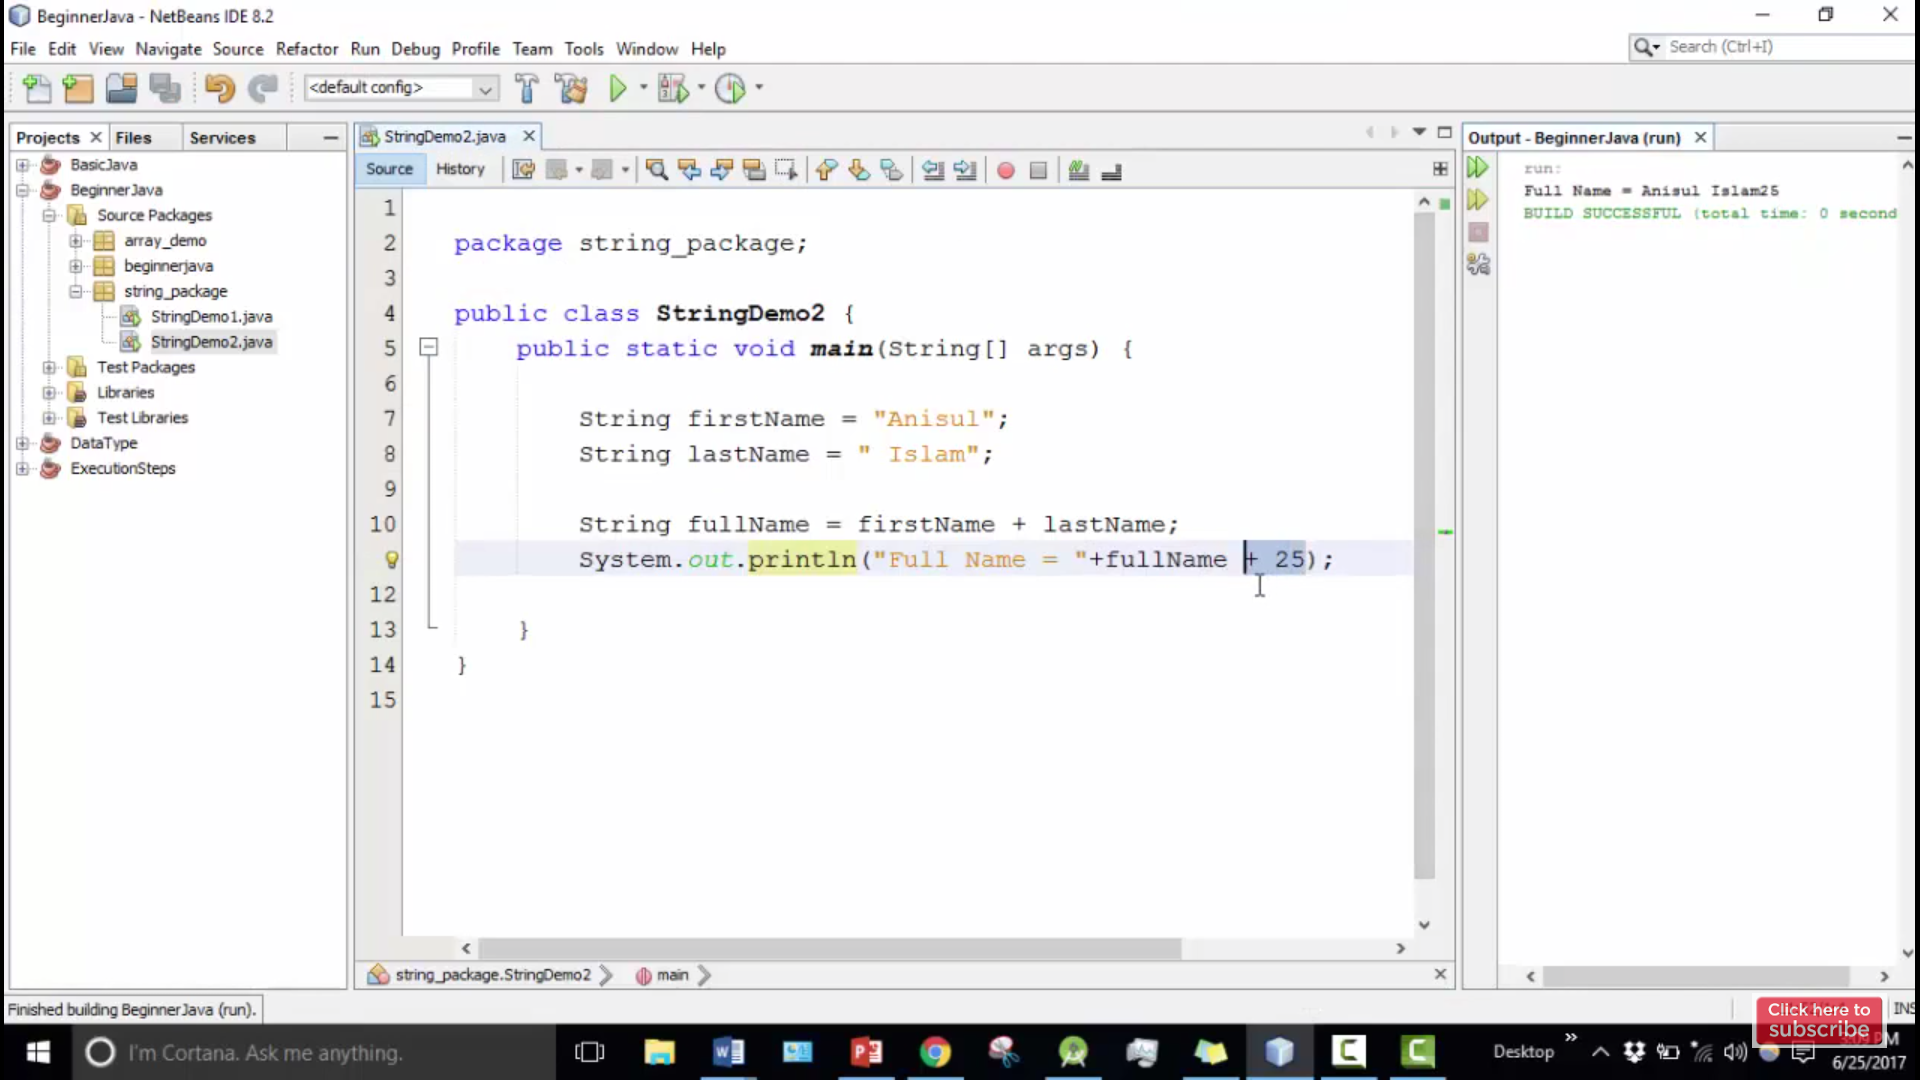 BeginnerJava - NetBeans IDE 8.2
File Edit View Navigate Source Refactor Run Debug Profile Team Tools Window Help
Search (Ctrl+I)
<default config>
Projects Files Services
BasicJava
BeginnerJava
Source Packages
array_demo
beginnerjava
string_package
StringDemo1.java
StringDemo2.java
Test Packages
Libraries
Test Libraries
DataType
ExecutionSteps
StringDemo2.java
Source History
1
2 package string_package;
3
4 public class StringDemo2 {
5 public static void main(String[] args) {
6
7 String firstName = "Anisul";
8 String lastName = " Islam";
9
10 String fullName = firstName + lastName;
System.out.println("Full Name = "+fullName + 25);
12
13 }
14 }
15
string_package.StringDemo2 main
Output - BeginnerJava (run)
run:
Full Name = Anisul Islam25
BUILD SUCCESSFUL (total time: 0 second
Finished building BeginnerJava (run).
INS
Click here to
subscribe
I'm Cortana. Ask me anything.
Desktop
6/25/2017